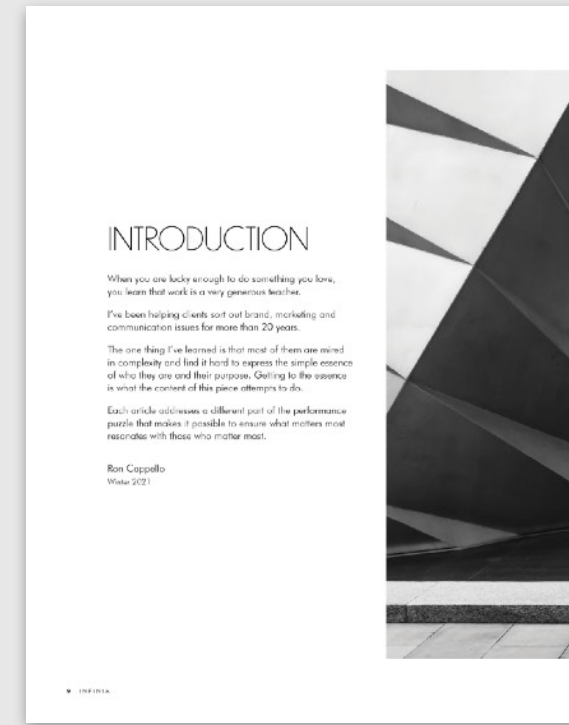 INTRODUCTION
When you are lucky enough to do something you love,
you learn that work is a very generous teacher.
I've been helping clients sort out brand, marketing and
communication issues for more than 20 years.
The one thing I've learned is that most of them are mired
in complexity and find it hard to express the simple essence
of who they are and their purpose. Getting to the essence
is what the content of this piece attempts to do.
Each article addresses a different part of the performance
puzzle that makes it possible to ensure what matters most
resonates with those who matter most.
Ron Cappello
Winter 2021
9 INFINIA